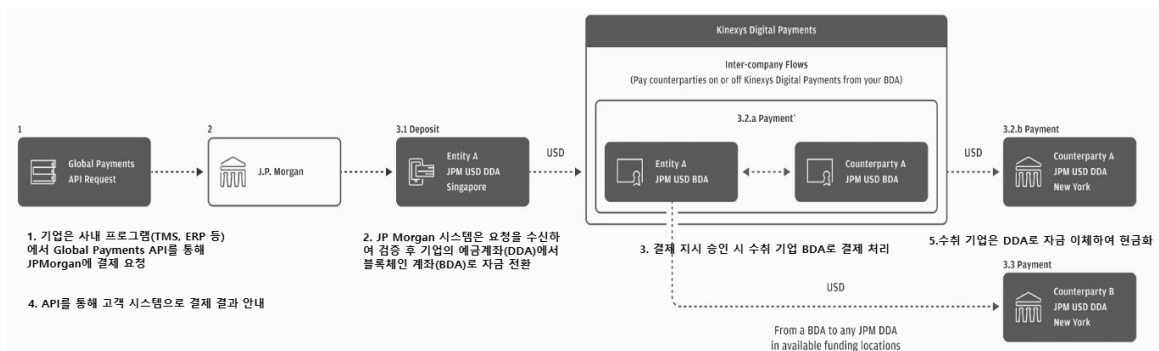 Kinexys Digital Payments
Inter-company Flows
(Pay counterparties on or off Kinexys Digital Payments from your BDA)
1
Global Payments
API Request
2
J.P. Morgan
3.1 Deposit
Entity A
JPM USD DDA
Singapore
USD
3.2.a Payment*
Entity A
JPM USD BDA
Counterparty A
JPM USD BDA
USD
3.2.b Payment
Counterparty A
JPM USD DDA
New York
1. 기업은 사내 프로그램(TMS, ERP 등)
에서 Global Payments API를 통해
JPMorgan에 결제 요청
2. JP Morgan 시스템은 요청을 수신하
여 검증 후 기업의 예금계좌(DDA)에서
블록체인 계좌(BDA)로 자금 전환
3. 결제 지시 승인 시 수취 기업 BDA로 결제 처리
5.수취 기업은 DDA로 자금 이체하여 현금화
4. API를 통해 고객 시스템으로 결제 결과 안내
USD
3.3 Payment
Counterparty B
JPM USD DDA
New York
From a BDA to any JPM DDA
in available funding locations